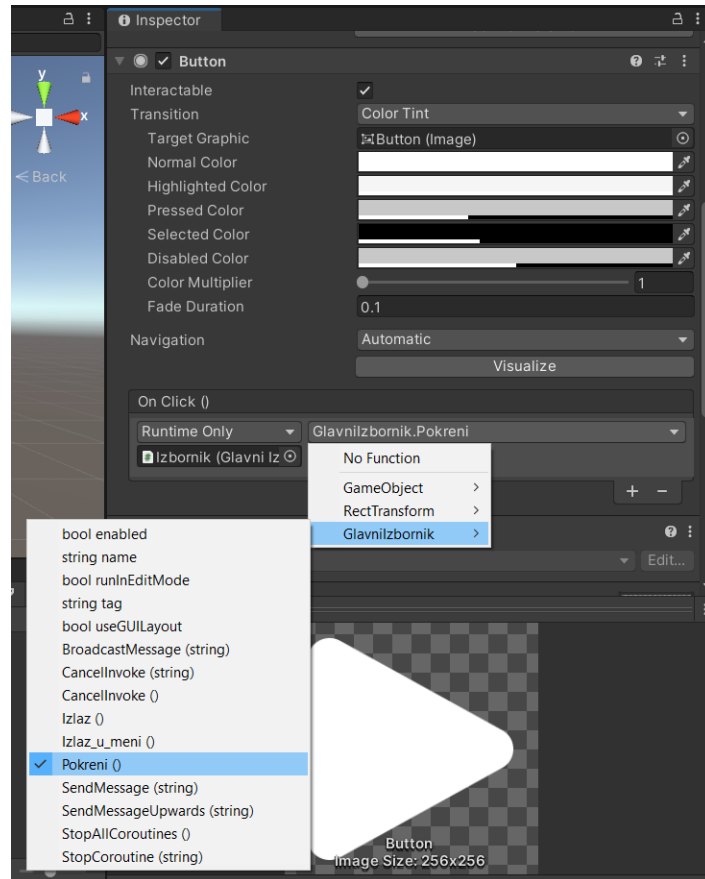 Inspector
Button
Interactable
Transition Color Tint
Target Graphic Button (Image)
Normal Color
Highlighted Color
Pressed Color
Selected Color
Disabled Color
Color Multiplier 1
Fade Duration 0.1
Navigation Automatic
Visualize
On Click ()
Runtime Only GlavniIzbornik.Pokreni
Izbornik (Glavni Iz
No Function
GameObject >
RectTransform >
GlavniIzbornik >
+ −
Edit...
bool enabled
string name
bool runInEditMode
string tag
bool useGUILayout
BroadcastMessage (string)
CancelInvoke (string)
CancelInvoke ()
Izlaz ()
Izlaz_u_meni ()
Pokreni ()
SendMessage (string)
SendMessageUpwards (string)
StopAllCoroutines ()
StopCoroutine (string)
y
x
<Back
Button
Image Size: 256x256